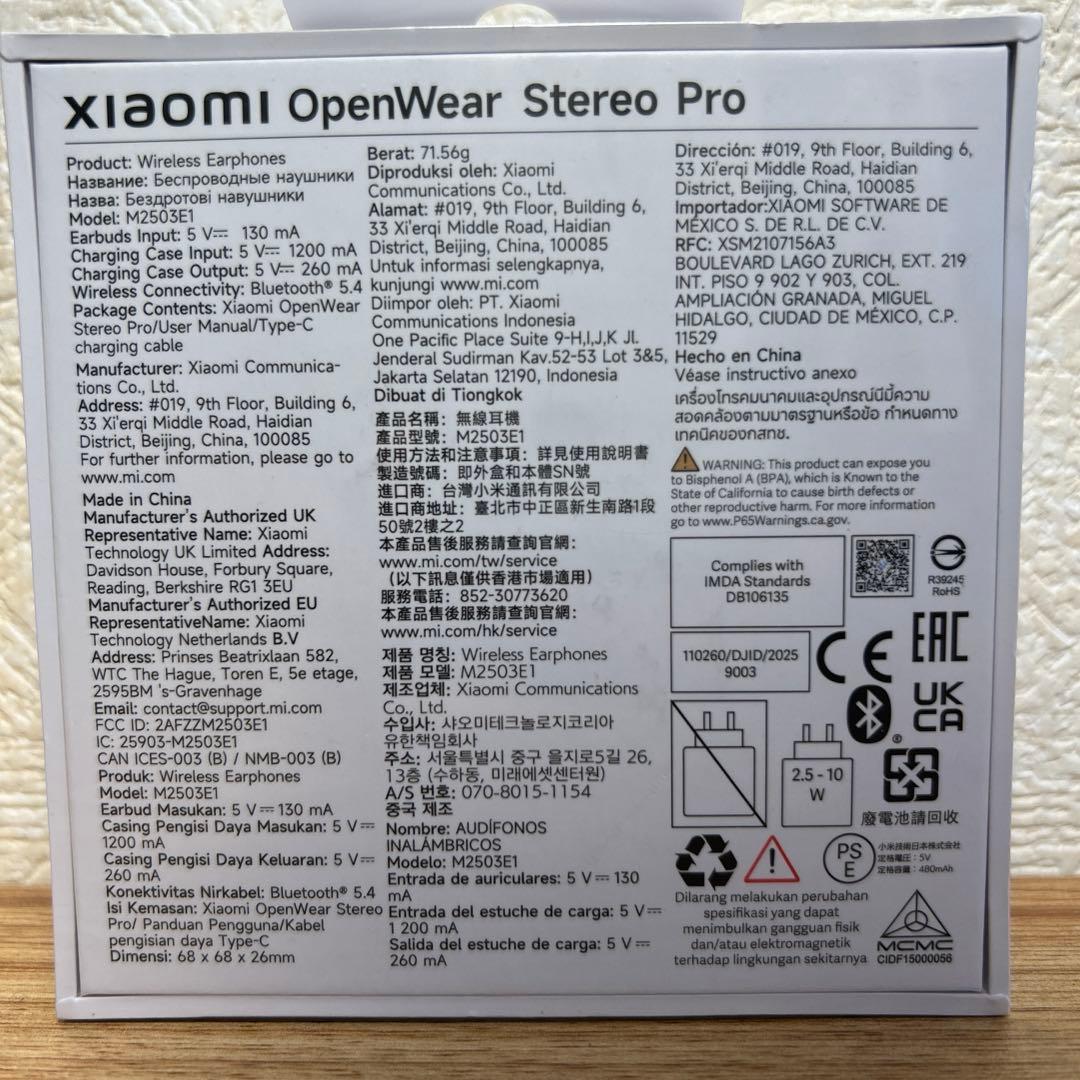 xiaomi OpenWear Stereo Pro
Product: Wireless Earphones
Название: Беспроводные наушники
Назва: Бездротові навушники
Model: M2503E1
Earbuds Input: 5 V⎓ 130 mA
Charging Case Input: 5 V⎓ 1200 mA
Charging Case Output: 5 V⎓ 260 mA
Wireless Connectivity: Bluetooth® 5.4
Package Contents: Xiaomi OpenWear
Stereo Pro/User Manual/Type-C
charging cable
Manufacturer: Xiaomi Communica-
tions Co., Ltd.
Address: #019, 9th Floor, Building 6,
33 Xi'erqi Middle Road, Haidian
District, Beijing, China, 100085
For further information, please go to
www.mi.com
Made in China
Manufacturer's Authorized UK
Representative Name: Xiaomi
Technology UK Limited Address:
Davidson House, Forbury Square,
Reading, Berkshire RG1 3EU
Manufacturer's Authorized EU
RepresentativeName: Xiaomi
Technology Netherlands B.V
Address: Prinses Beatrixlaan 582,
WTC The Hague, Toren E, 5e etage,
2595BM 's-Gravenhage
Email: contact@support.mi.com
FCC ID: 2AFZZM2503E1
IC: 25903-M2503E1
CAN ICES-003 (B) / NMB-003 (B)
Produk: Wireless Earphones
Model: M2503E1
Earbud Masukan: 5 V⎓ 130 mA
Casing Pengisi Daya Masukan: 5 V⎓
1200 mA
Casing Pengisi Daya Keluaran: 5 V⎓
260 mA
Konektivitas Nirkabel: Bluetooth® 5.4
Isi Kemasan: Xiaomi OpenWear Stereo
Pro/ Panduan Pengguna/Kabel
pengisian daya Type-C
Dimensi: 68 x 68 x 26mm
Berat: 71.56g
Diproduksi oleh: Xiaomi
Communications Co., Ltd.
Alamat: #019, 9th Floor, Building 6,
33 Xi'erqi Middle Road, Haidian
District, Beijing, China, 100085
Untuk informasi selengkapnya,
kunjungi www.mi.com
Diimpor oleh: PT. Xiaomi
Communications Indonesia
One Pacific Place Suite 9-H,I,J,K Jl.
Jenderal Sudirman Kav.52-53 Lot 3&5,
Jakarta Selatan 12190, Indonesia
Dibuat di Tiongkok
產品名稱：無線耳機
產品型號：M2503E1
使用方法和注意事項：詳見使用說明書
製造號碼：即外盒和本體SN號
進口商：台灣小米通訊有限公司
進口商地址：臺北市中正區新生南路1段
50號2樓之2
本產品售後服務請查詢官網：
www.mi.com/tw/service
（以下訊息僅供香港市場適用）
服務電話：852-30773620
本產品售後服務請查詢官網：
www.mi.com/hk/service
제품 명칭: Wireless Earphones
제품 모델: M2503E1
제조업체: Xiaomi Communications
Co., Ltd.
수입사: 샤오미테크놀로지코리아
유한책임회사
주소: 서울특별시 중구 을지로5길 26,
13층 (수하동, 미래에셋센터원)
A/S 번호: 070-8015-1154
중국 제조
Nombre: AUDÍFONOS
INALÁMBRICOS
Modelo: M2503E1
Entrada de auriculares: 5 V⎓ 130
mA
Entrada del estuche de carga: 5 V⎓
1 200 mA
Salida del estuche de carga: 5 V⎓
260 mA
Dirección: #019, 9th Floor, Building 6,
33 Xi'erqi Middle Road, Haidian
District, Beijing, China, 100085
Importador:XIAOMI SOFTWARE DE
MÉXICO S. DE R.L. DE C.V.
RFC: XSM2107156A3
BOULEVARD LAGO ZURICH, EXT. 219
INT. PISO 9 902 Y 903, COL.
AMPLIACIÓN GRANADA, MIGUEL
HIDALGO, CIUDAD DE MÉXICO, C.P.
11529
Hecho en China
Véase instructivo anexo
เครื่องโทรคมนาคมและอุปกรณ์นี้มีความ
สอดคล้องตามมาตรฐานหรือข้อ กำหนดทาง
เทคนิคของกสทช.
WARNING: This product can expose you
to Bisphenol A (BPA), which is Known to the
State of California to cause birth defects or
other reproductive harm. For more information
go to www.P65Warnings.ca.gov.
Complies with
IMDA Standards
DB106135
R39245
RoHS
110260/DJID/2025
9003
CE
EAC
UK
CA
2.5 - 10
W
廢電池請回收
PS
E
小米技術日本株式会社
定格電圧：5V
定格容量：480mAh
Dilarang melakukan perubahan
spesifikasi yang dapat
menimbulkan gangguan fisik
dan/atau elektromagnetik
terhadap lingkungan sekitarnya
MCMC
CIDF15000056